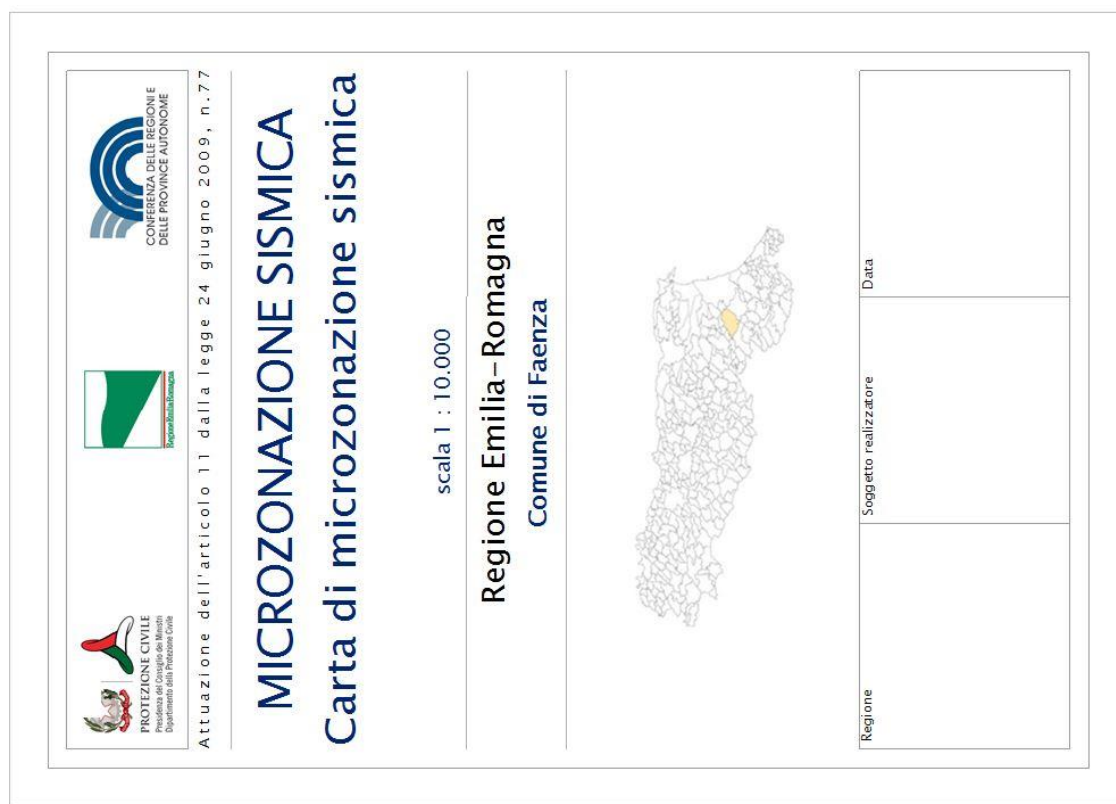 PROTEZIONE CIVILE
Presidenza del Consiglio dei Ministri
Dipartimento della Protezione Civile
RegioneEmiliaRomagna
CONFERENZA DELLE REGIONI E
DELLE PROVINCE AUTONOME
Attuazione dell'articolo 11 dalla legge 24 giugno 2009, n.77
MICROZONAZIONE SISMICA
Carta di microzonazione sismica
scala 1 : 10.000
Regione Emilia-Romagna
Comune di Faenza
Regione
Soggetto realizzatore
Data